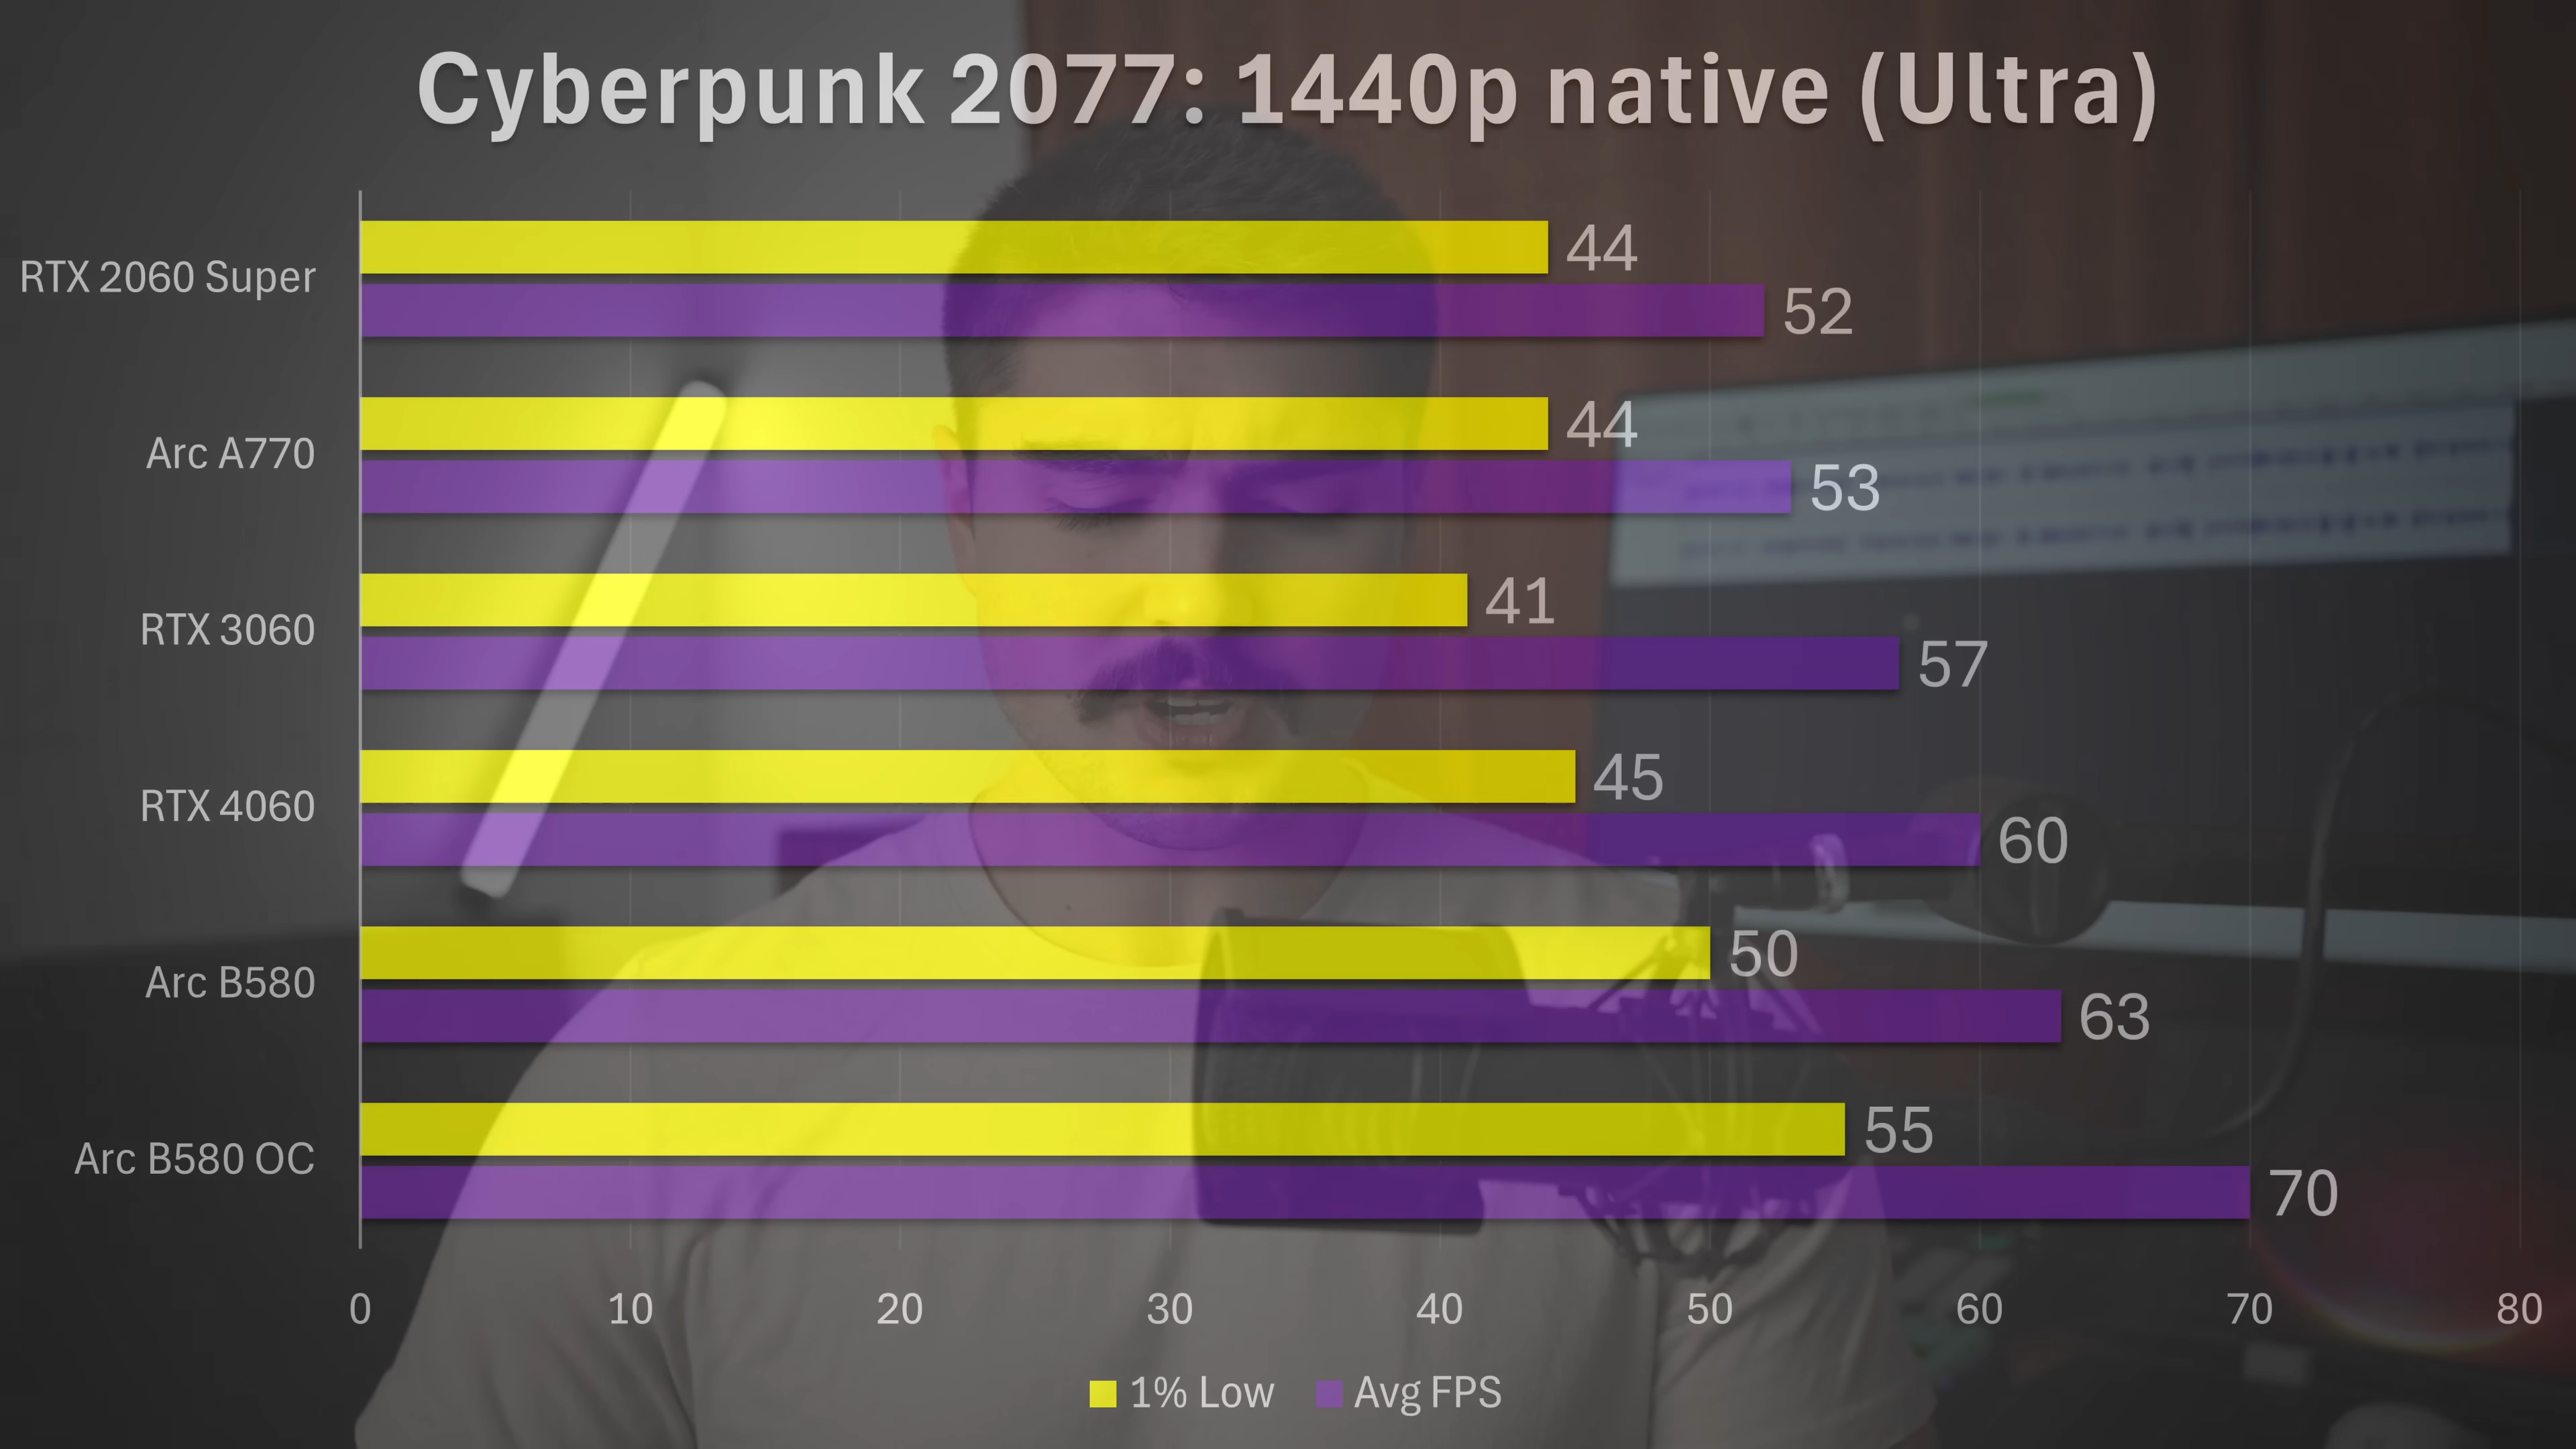 Cyberpunk 2077: 1440p native (Ultra)
RTX 2060 Super
44
52
Arc A770
44
53
RTX 3060
41
57
RTX 4060
45
60
Arc B580
50
63
Arc B580 OC
55
70
0 10 20 30 40 50 60 70 80
1% Low Avg FPS